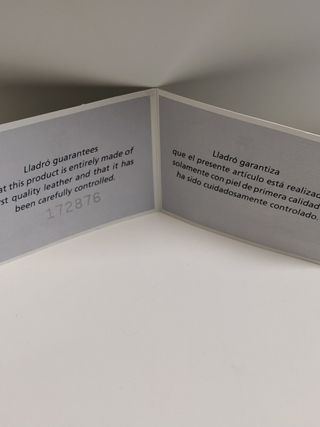 Lladró guarantees
at this product is entirely made of
rst quality leather and that it has
been carefully controlled.
172876
Lladró garantiza
que el presente artículo está realizado
solamente con piel de primera calidad
ha sido cuidadosamente controlado.